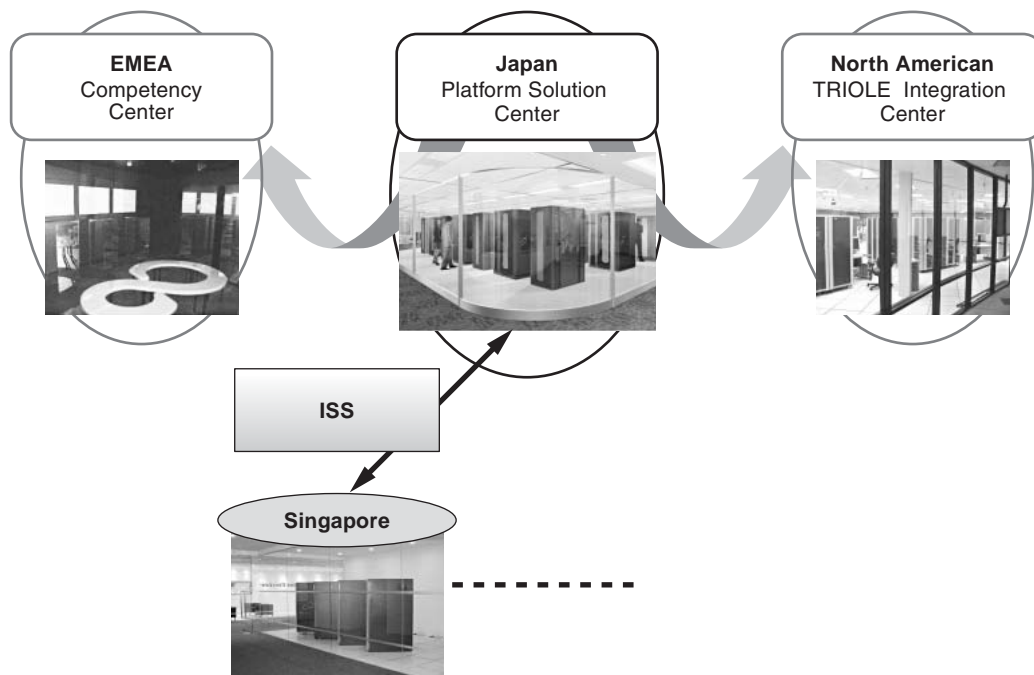 EMEA
Competency
Center
Japan
Platform Solution
Center
North American
TRIOLE Integration
Center
ISS
Singapore